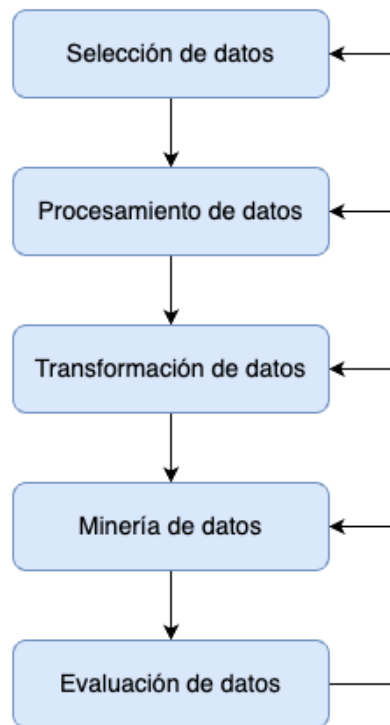 Selección de datos
Procesamiento de datos
Transformación de datos
Minería de datos
Evaluación de datos